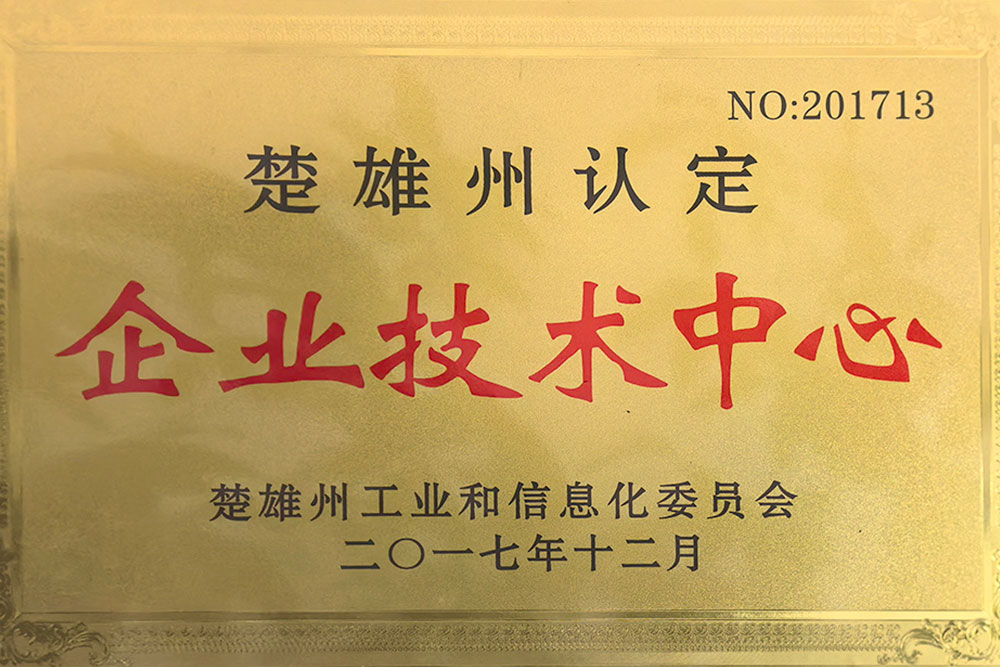 NO:201713
楚雄州认定
企业技术中心
楚雄州工业和信息化委员会
二〇一七年十二月